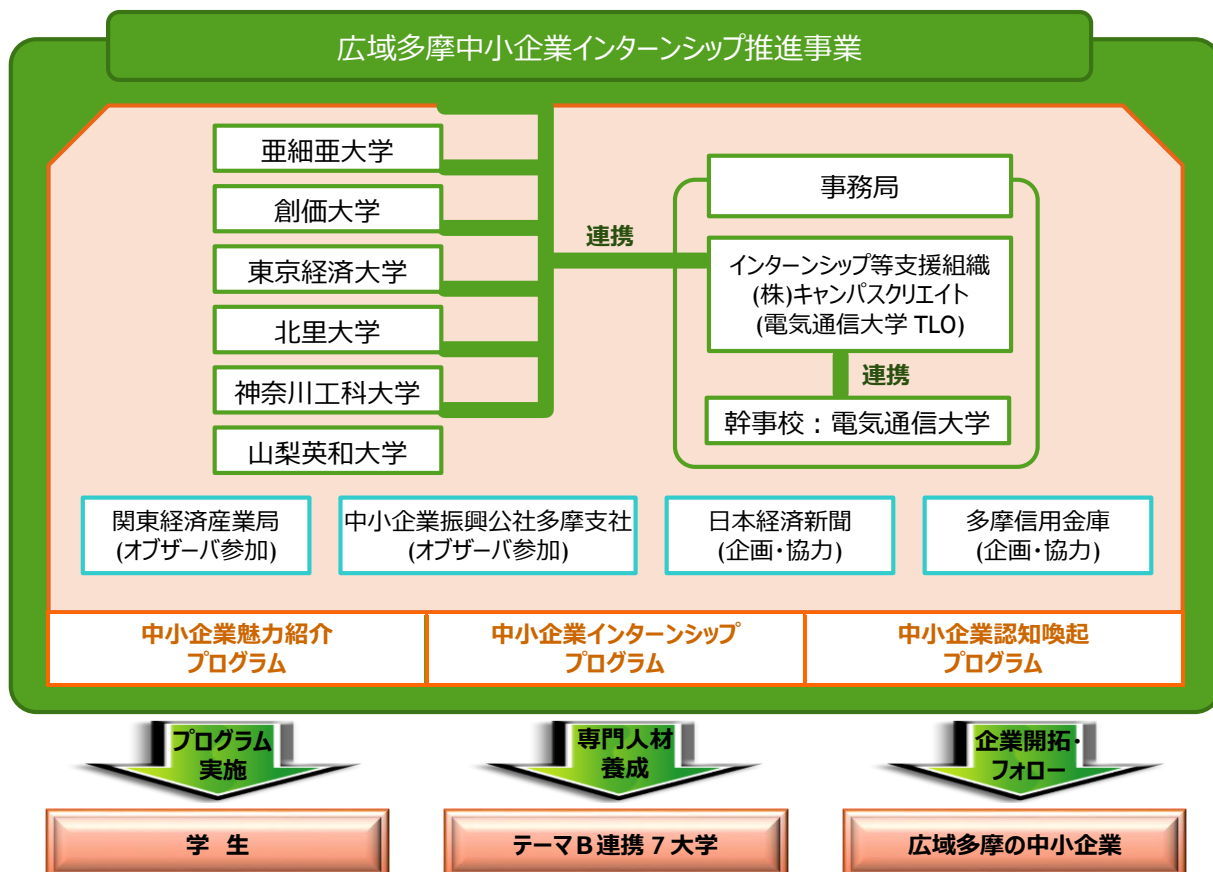 広域多摩中小企業インターンシップ推進事業
亜細亜大学
創価大学
東京経済大学
北里大学
神奈川工科大学
山梨英和大学
連携
事務局
インターンシップ等支援組織
(株)キャンパスクリエイト
(電気通信大学 TLO)
連携
幹事校：電気通信大学
関東経済産業局
(オブザーバ参加)
中小企業振興公社多摩支社
(オブザーバ参加)
日本経済新聞
(企画・協力)
多摩信用金庫
(企画・協力)
中小企業魅力紹介
プログラム
中小企業インターンシップ
プログラム
中小企業認知喚起
プログラム
プログラム
実施
専門人材
養成
企業開拓・
フォロー
学 生
テーマB連携7大学
広域多摩の中小企業